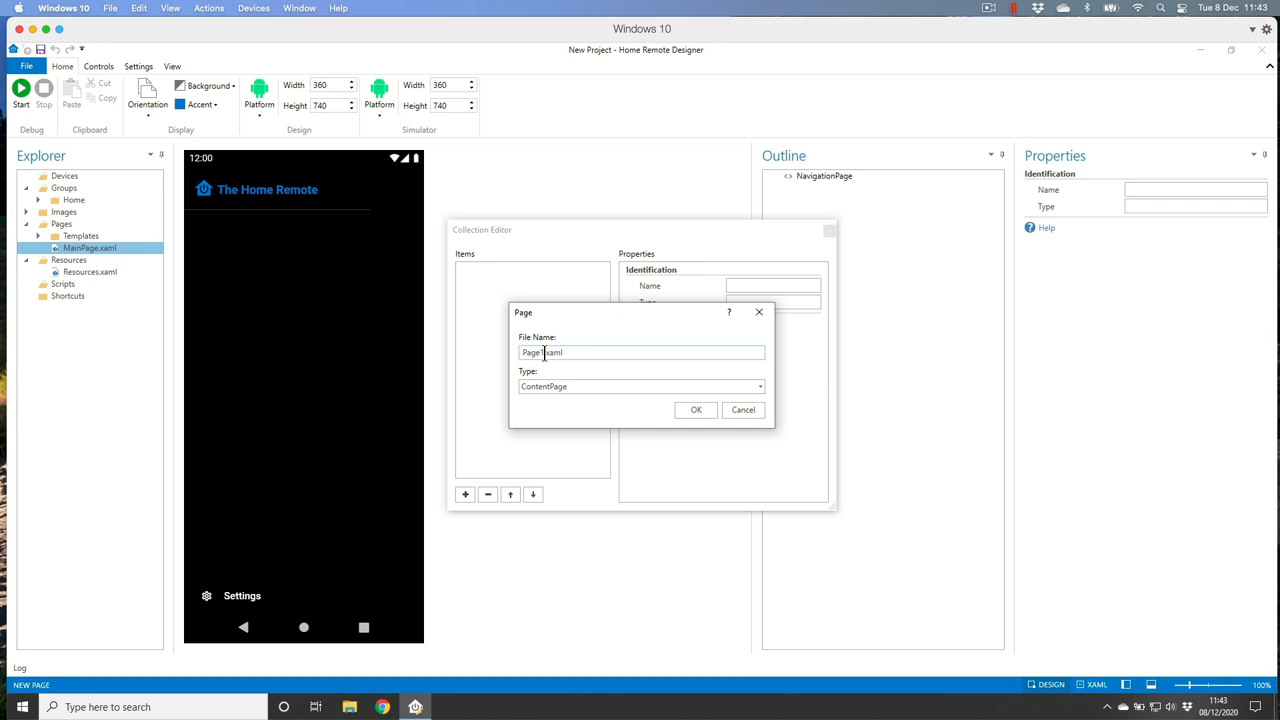 Windows 10 File Edit View Actions Devices Window Help Tue 8 Dec 11:43
Windows 10
New Project - Home Remote Designer
File Home Controls Settings View
Start Stop Paste Cut Copy Orientation Background Accent Platform Width 360 Height 740 Platform Width 360 Height 740
Debug Clipboard Display Design Simulator
Explorer
Devices
Groups
Home
Images
Pages
Templates
MainPage.xaml
Resources
Resources.xaml
Scripts
Shortcuts
12:00
The Home Remote
Settings
Collection Editor
Items
Properties
Identification
Name
Page ?
File Name:
Page1.xaml
Type:
ContentPage
OK Cancel
Outline
<> NavigationPage
Properties
Identification
Name
Type
? Help
Log
NEW PAGE DESIGN XAML 100%
Type here to search
11:43
08/12/2020